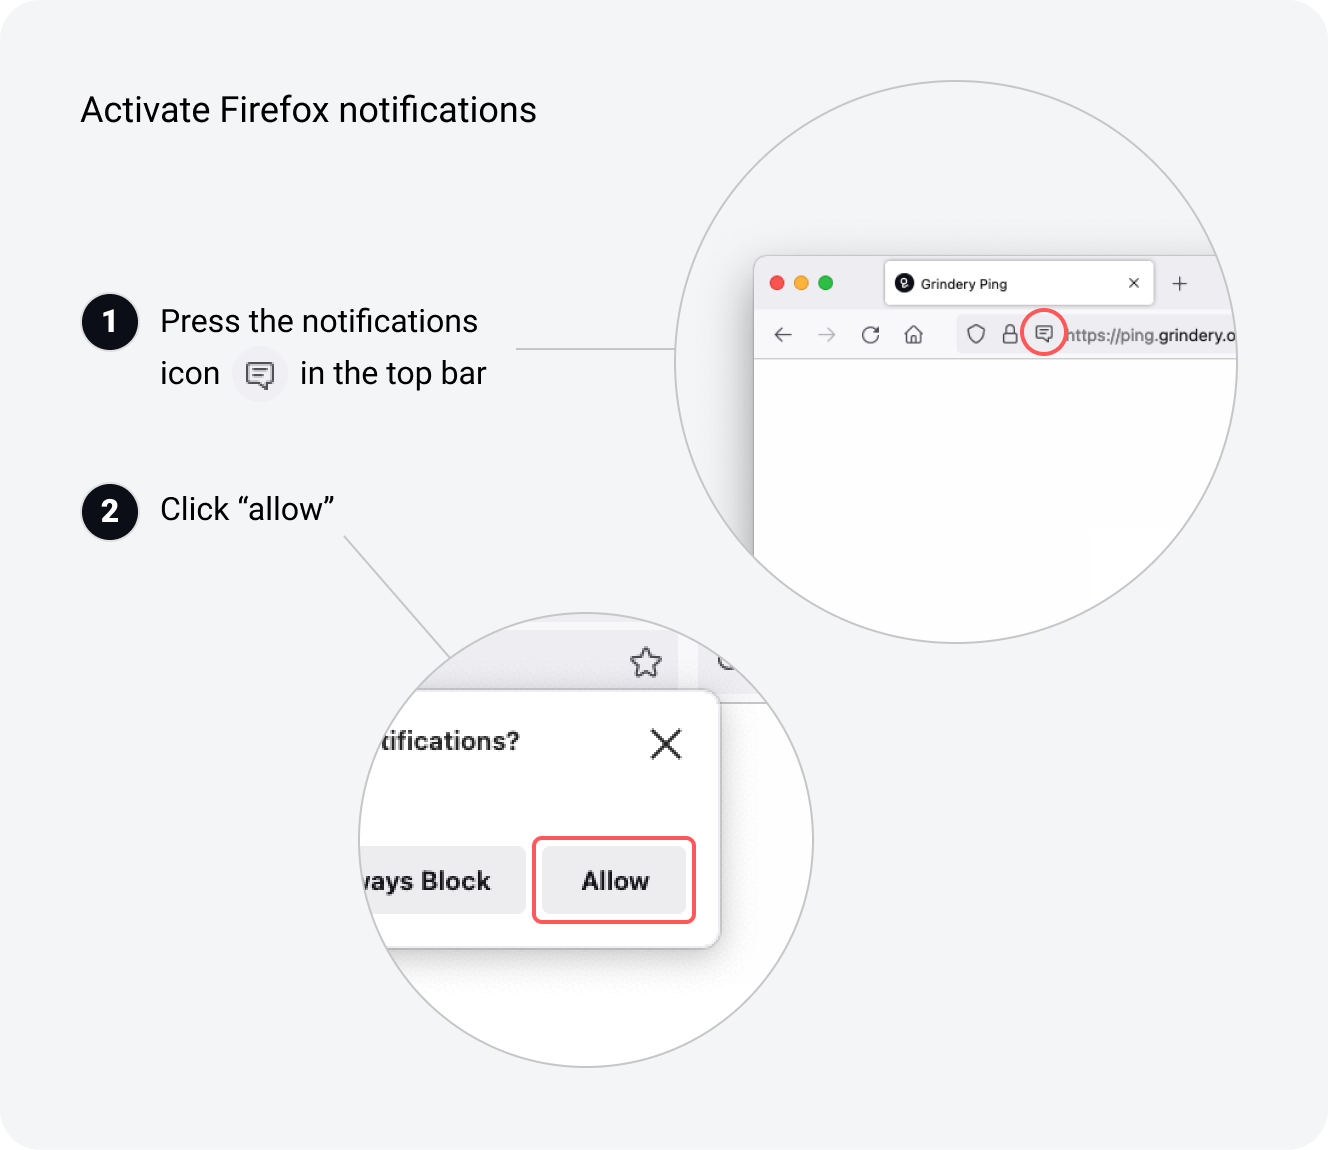 Activate Firefox notifications
1
Press the notifications
icon in the top bar
Grindery Ping
https://ping.grindery.o
2
Click “allow”
tifications?
ays Block
Allow